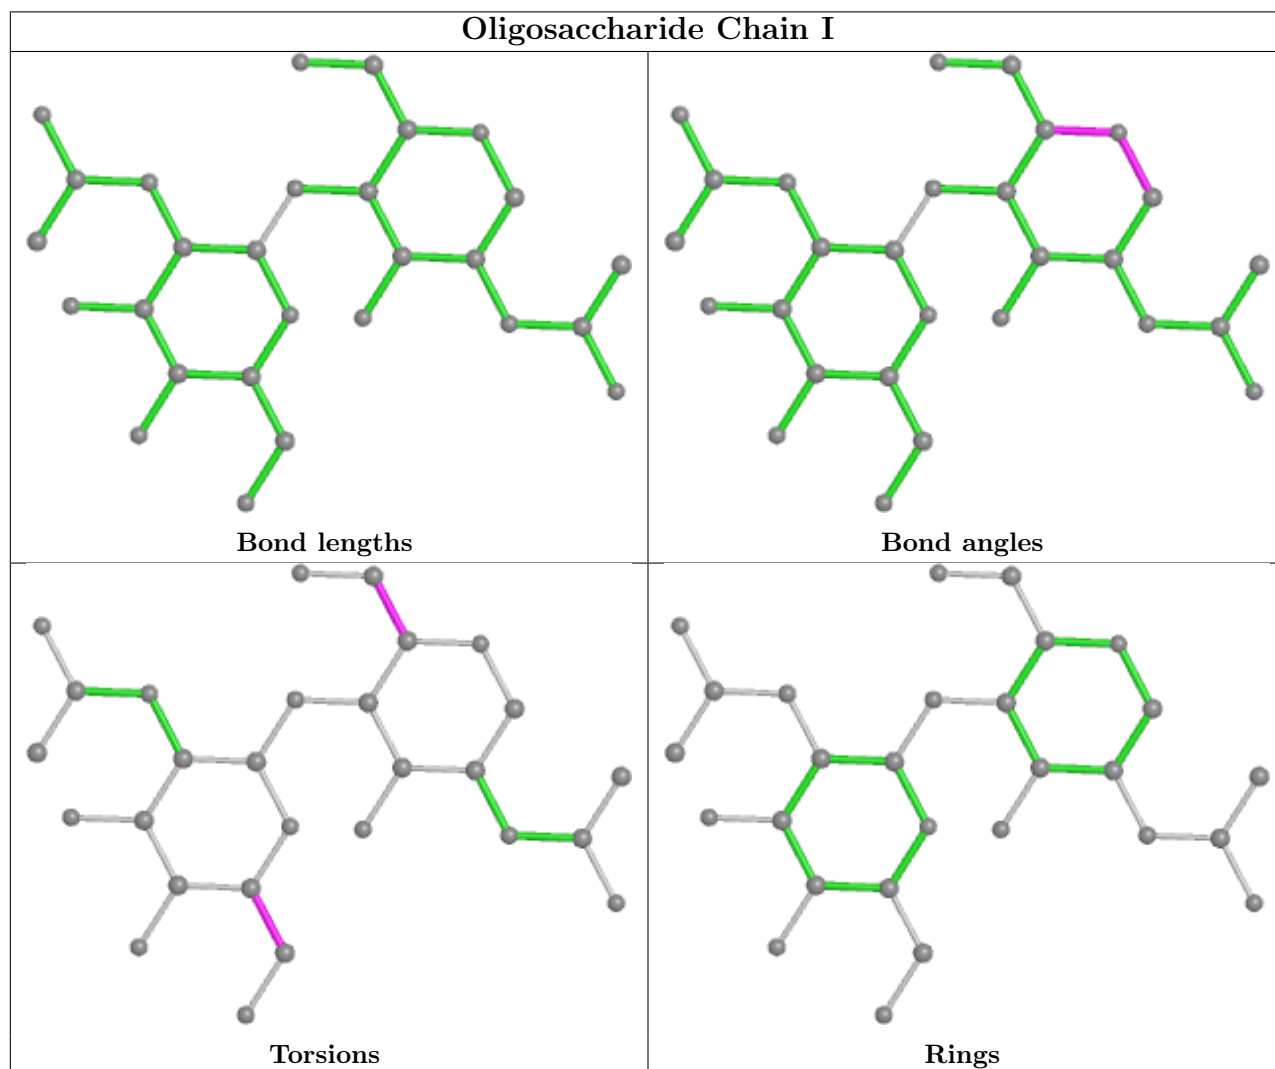 Oligosaccharide Chain I
Bond lengths
Bond angles
Torsions
Rings